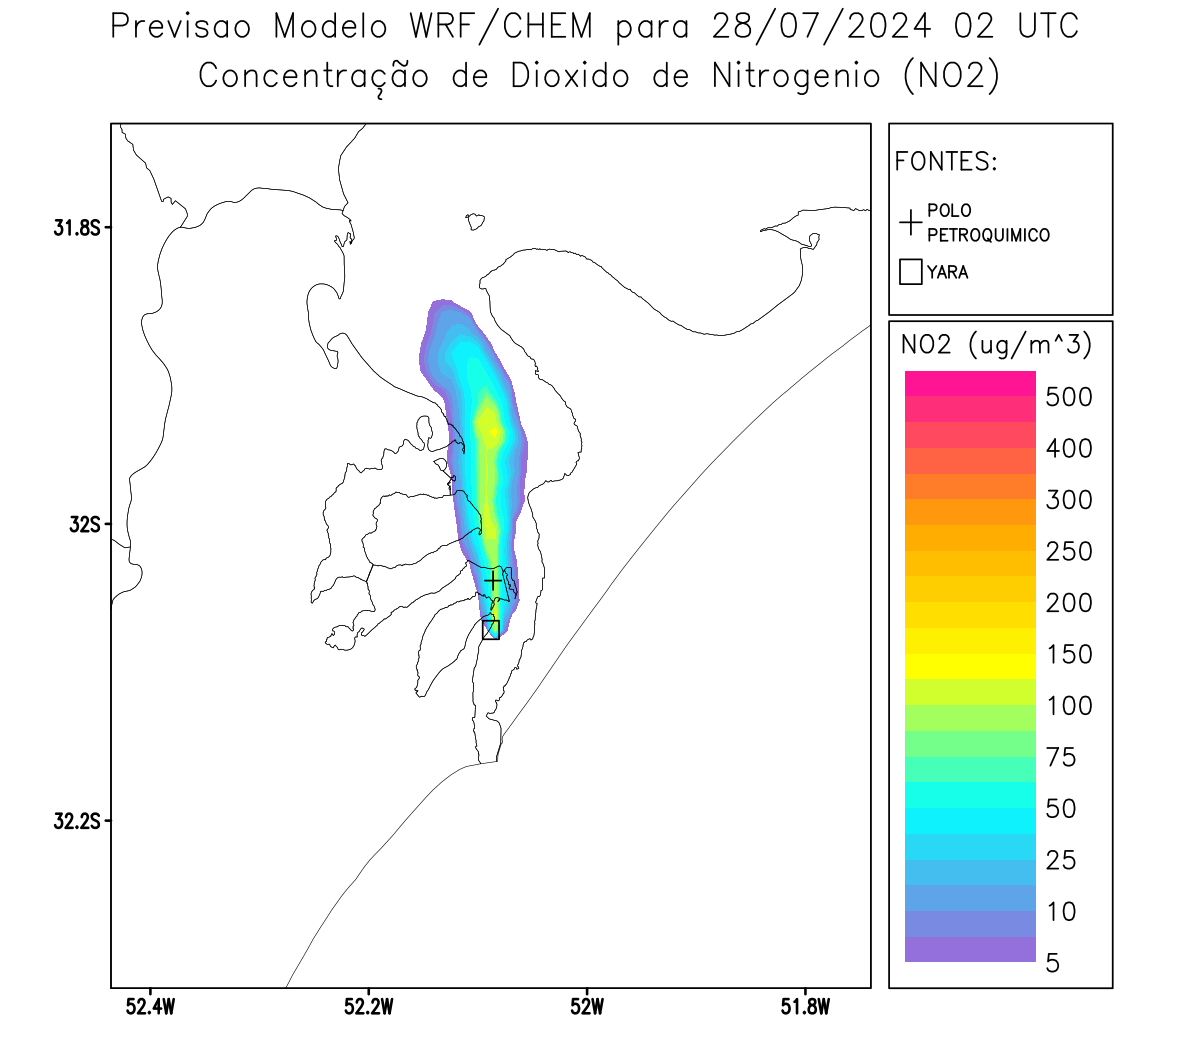 Previsao Modelo WRF/CHEM para 28/07/2024 02 UTC
Concentração de Dioxido de Nitrogenio (NO2)
FONTES:
POLO
PETROQUIMICO
YARA
NO2 (ug/m^3)
500
400
300
250
200
150
100
75
50
25
10
5
31.8S
32S
32.2S
52.4W
52.2W
52W
51.8W